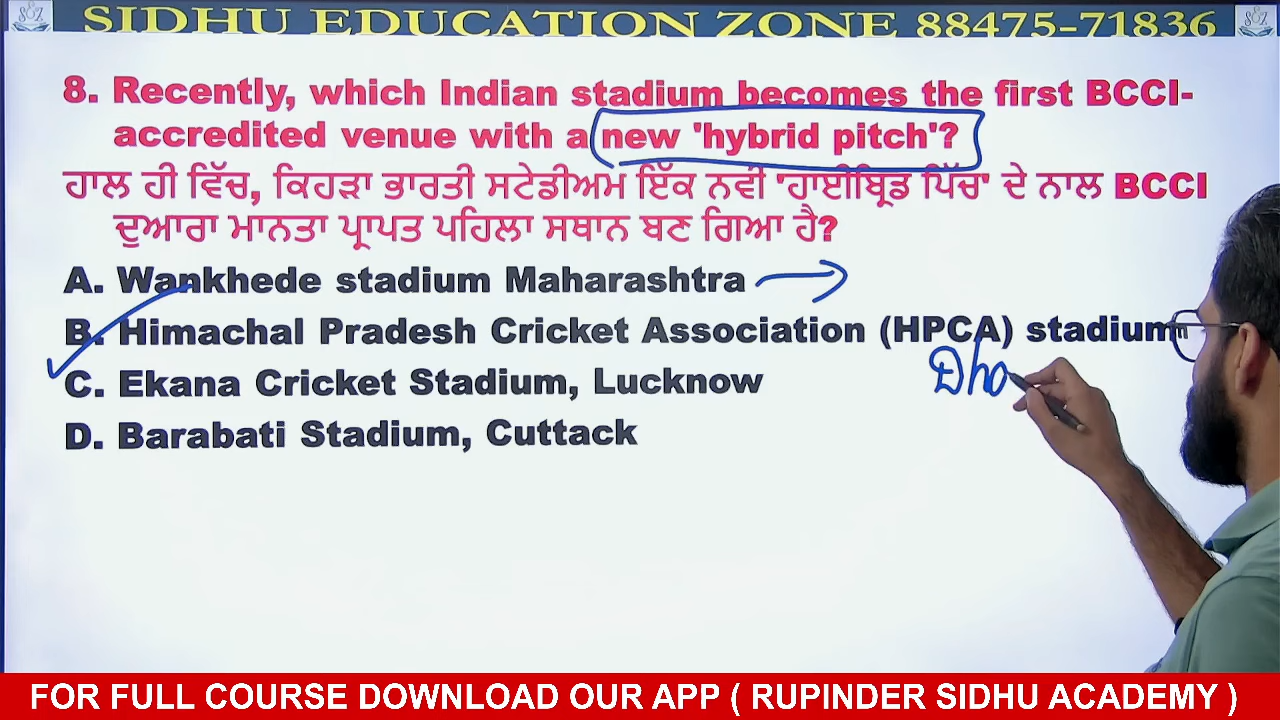 SIDHU EDUCATION ZONE 88475-71836
8. Recently, which Indian stadium becomes the first BCCI-
accredited venue with a new 'hybrid pitch'?
ਹਾਲ ਹੀ ਵਿੱਚ, ਕਿਹੜਾ ਭਾਰਤੀ ਸਟੇਡੀਅਮ ਇੱਕ ਨਵੀਂ 'ਹਾਈਬ੍ਰਿਡ ਪਿੱਚ' ਦੇ ਨਾਲ BCCI
ਦੁਆਰਾ ਮਾਨਤਾ ਪ੍ਰਾਪਤ ਪਹਿਲਾ ਸਥਾਨ ਬਣ ਗਿਆ ਹੈ?
A. Wankhede stadium Maharashtra
B. Himachal Pradesh Cricket Association (HPCA) stadium
Dho
C. Ekana Cricket Stadium, Lucknow
D. Barabati Stadium, Cuttack
FOR FULL COURSE DOWNLOAD OUR APP ( RUPINDER SIDHU ACADEMY )